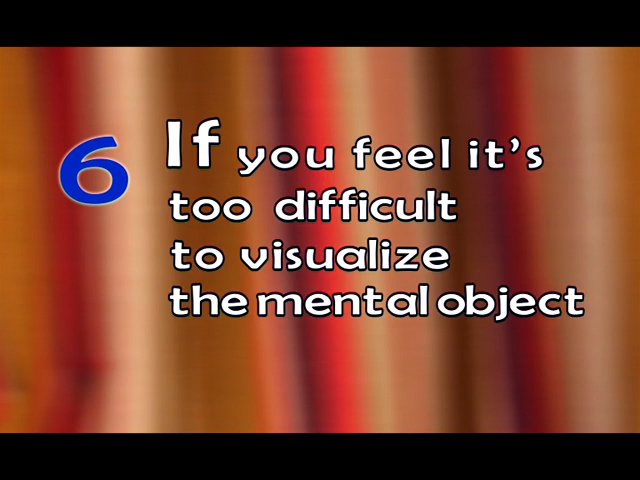 6 If you feel it's
too difficult
to visualize
the mental object